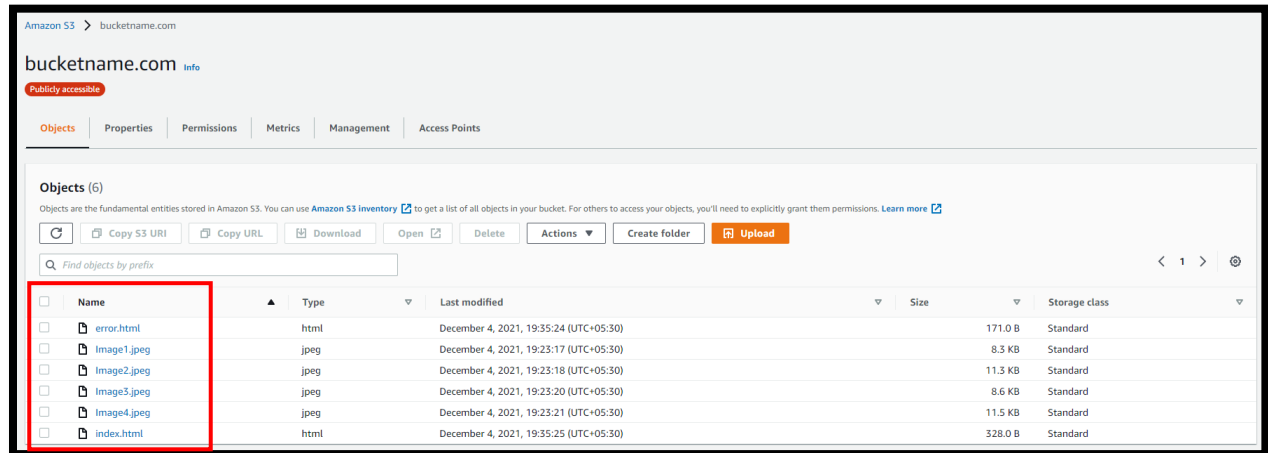 Amazon S3 > bucketname.com
bucketname.com Info
Publicly accessible
Objects Properties Permissions Metrics Management Access Points
Objects (6)
Objects are the fundamental entities stored in Amazon S3. You can use Amazon S3 inventory to get a list of all objects in your bucket. For others to access your objects, you'll need to explicitly grant them permissions. Learn more
Copy S3 URI Copy URL Download Open Delete Actions Create folder Upload
Find objects by prefix < 1 >
Name Type Last modified Size Storage class
error.html html December 4, 2021, 19:35:24 (UTC+05:30) 171.0 B Standard
Image1.jpeg jpeg December 4, 2021, 19:23:17 (UTC+05:30) 8.3 KB Standard
Image2.jpeg jpeg December 4, 2021, 19:23:18 (UTC+05:30) 11.3 KB Standard
Image3.jpeg jpeg December 4, 2021, 19:23:20 (UTC+05:30) 8.6 KB Standard
Image4.jpeg jpeg December 4, 2021, 19:23:21 (UTC+05:30) 11.5 KB Standard
index.html html December 4, 2021, 19:35:25 (UTC+05:30) 328.0 B Standard